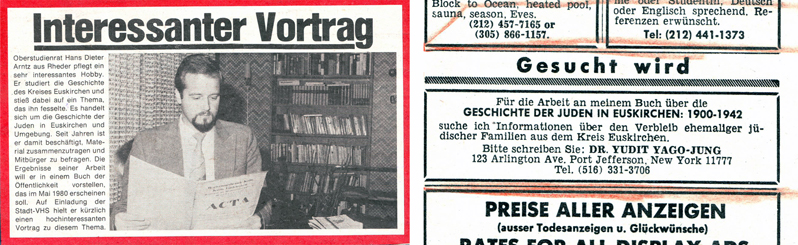 Interessanter Vortrag
Oberstudienrat Hans Dieter
Arntz aus Rheder pflegt ein
sehr interessantes Hobby.
Er studiert die Geschichte
des Kreises Euskirchen und
stieß dabei auf ein Thema,
das ihn fesselte. Es handelt
sich um die Geschichte der
Juden in Euskirchen und
Umgebung. Seit Jahren ist
er damit beschäftigt, Mate-
rial zusammenzutragen und
Mitbürger zu befragen. Die
Ergebnisse seiner Arbeit
will er in einem Buch der
Öffentlichkeit vorstellen,
das im Mai 1980 erscheinen
soll. Auf Einladung der
Stadt-VHS hielt er kürzlich
einen hochinteressanten
Vortrag zu diesem Thema.
ACTA
Block to Ocean, heated pool,
sauna, season, Eves.
(212) 457-7165 or
(305) 866-1157.
oder Studentin, Deutsch
oder Englisch sprechend. Re-
ferenzen erwünscht.
Tel: (212) 441-1373
Gesucht wird
Für die Arbeit an meinem Buch über die
GESCHICHTE DER JUDEN IN EUSKIRCHEN: 1900-1942
suche ich Informationen über den Verbleib ehemaliger jü-
discher Familien aus dem Kreis Euskirchen.
Bitte schreiben Sie: DR. YUDIT YAGO-JUNG
123 Arlington Ave. Port Jefferson, New York 11777
Tel. (516) 331-3706
PREISE ALLER ANZEIGEN
(ausser Todesanzeigen u. Glückwünsche)
RATES FOR ALL DISPLAY ADS